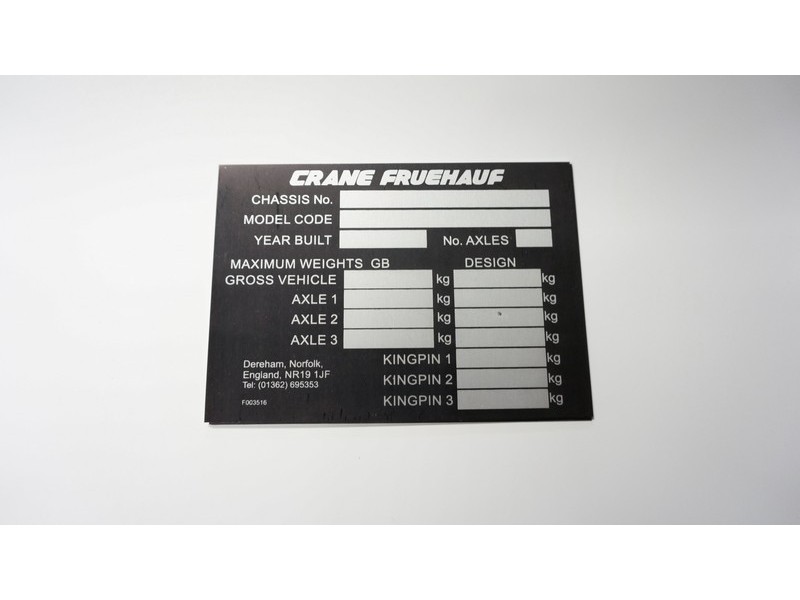 CRANE FRUEHAUF
CHASSIS No.
MODEL CODE
YEAR BUILT No. AXLES
MAXIMUM WEIGHTS GB DESIGN
GROSS VEHICLE kg kg
AXLE 1 kg kg
AXLE 2 kg kg
AXLE 3 kg kg
KINGPIN 1 kg
KINGPIN 2 kg
KINGPIN 3 kg
Dereham, Norfolk,
England, NR19 1JF
Tel: (01362) 695353
F003516